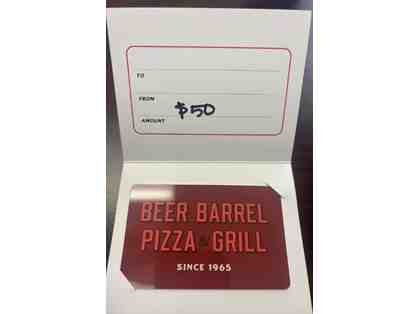 TO
FROM
AMOUNT $50
BEER BARREL
PIZZA & GRILL
SINCE 1965